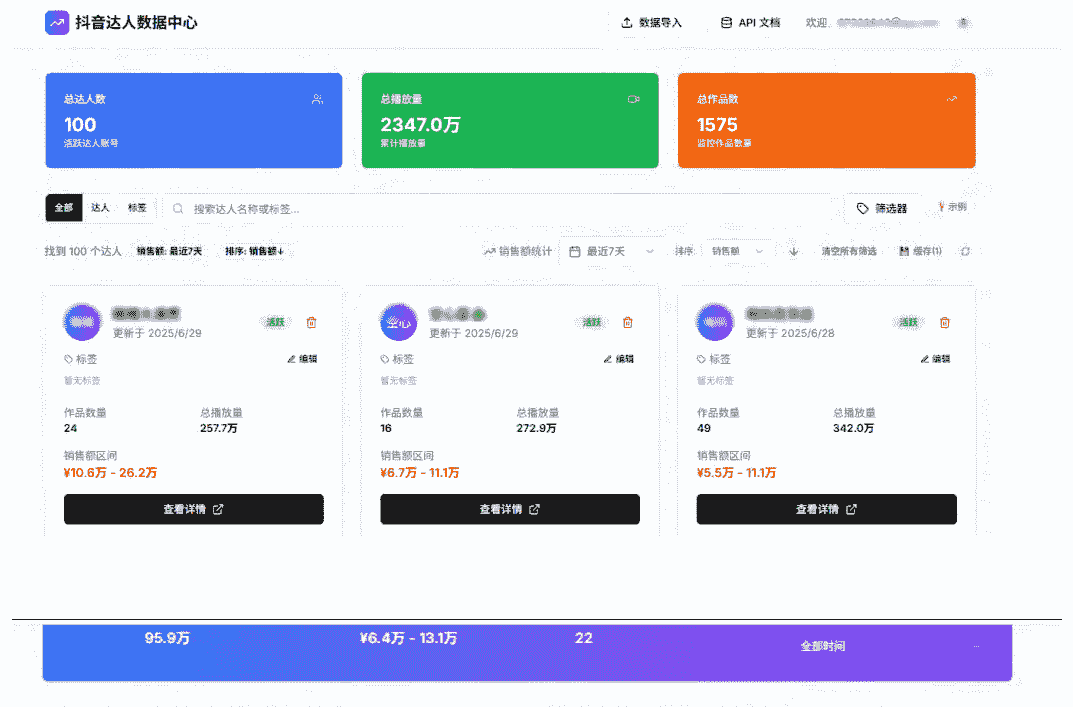 抖音达人数据中心
数据导入 API 文档 欢迎,
总达人数
100
活跃达人账号
总播放量
2347.0万
累计播放量
总作品数
1575
监控作品数量
全部 达人 标签 搜索达人名称或标签... 筛选器 示例
找到 100 个达人 销售额: 最近7天 排序: 销售额↓ 销售额统计 最近7天 排序 销售额 ↓ 清空所有筛选 缓存(1)
更新于 2025/6/29
活跃
标签 编辑
暂无标签
作品数量 总播放量
24 257.7万
销售额区间
¥10.6万 - 26.2万
查看详情
更新于 2025/6/29
活跃
标签 编辑
暂无标签
作品数量 总播放量
16 272.9万
销售额区间
¥6.7万 - 11.1万
查看详情
更新于 2025/6/28
活跃
标签 编辑
暂无标签
作品数量 总播放量
49 342.0万
销售额区间
¥5.5万 - 11.1万
查看详情
95.9万 ¥6.4万 - 13.1万 22 全部时间